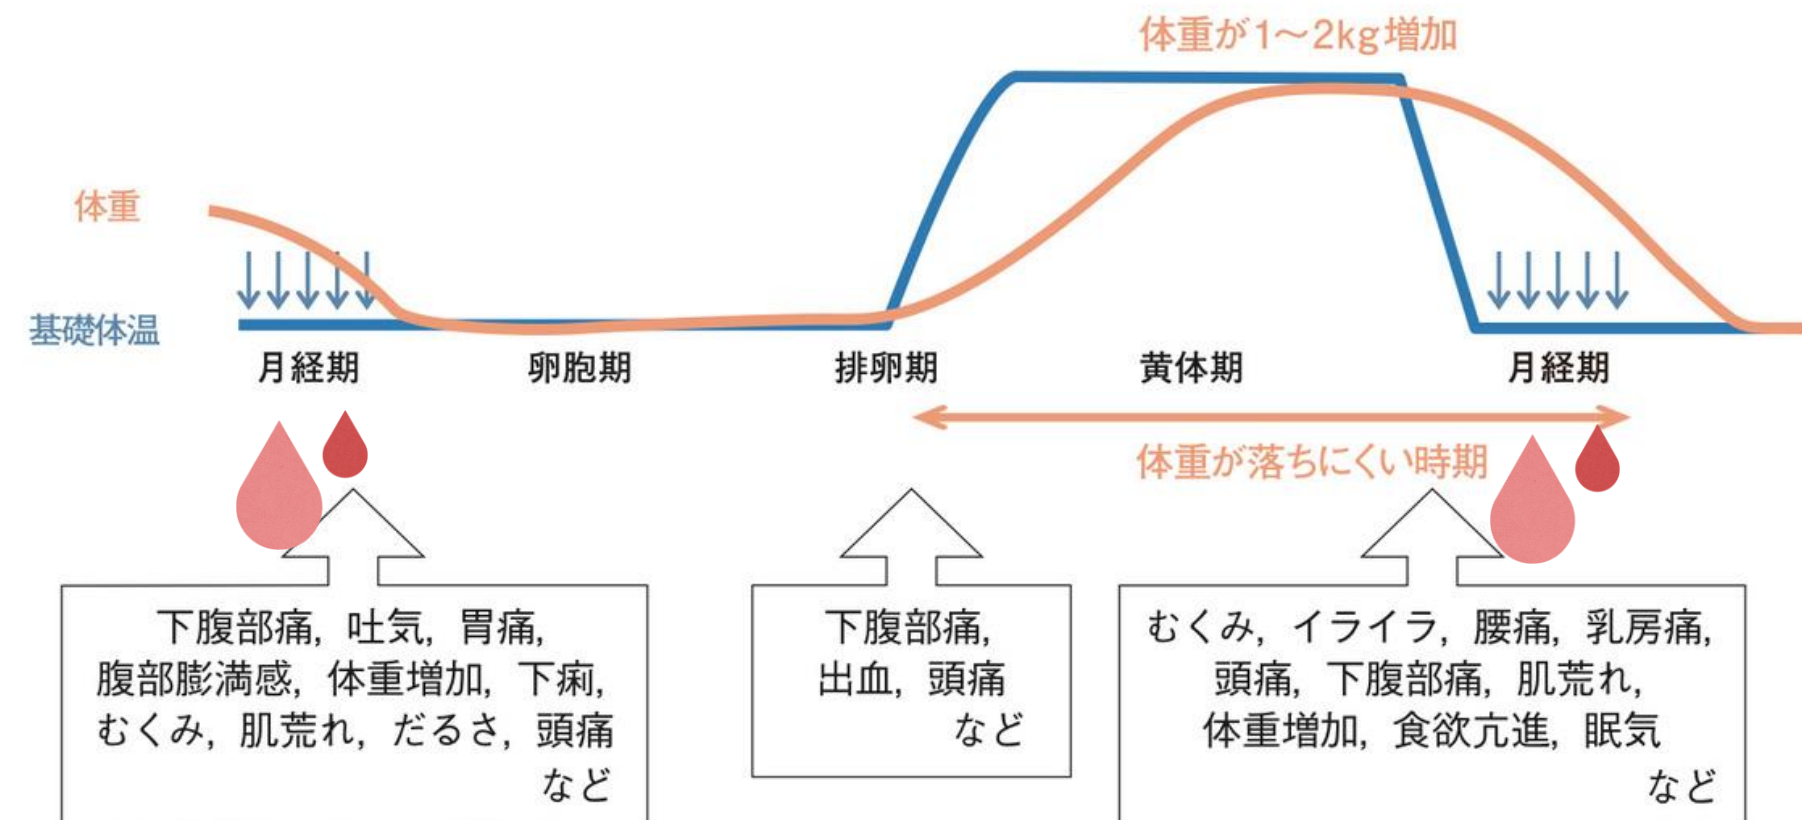 体重が1〜2kg増加
体重
基礎体温
月経期
卵胞期
排卵期
黄体期
月経期
体重が落ちにくい時期
下腹部痛, 吐気, 胃痛,
腹部膨満感, 体重増加, 下痢,
むくみ, 肌荒れ, だるさ, 頭痛
など
下腹部痛,
出血, 頭痛
など
むくみ, イライラ, 腰痛, 乳房痛,
頭痛, 下腹部痛, 肌荒れ,
体重増加, 食欲亢進, 眠気
など